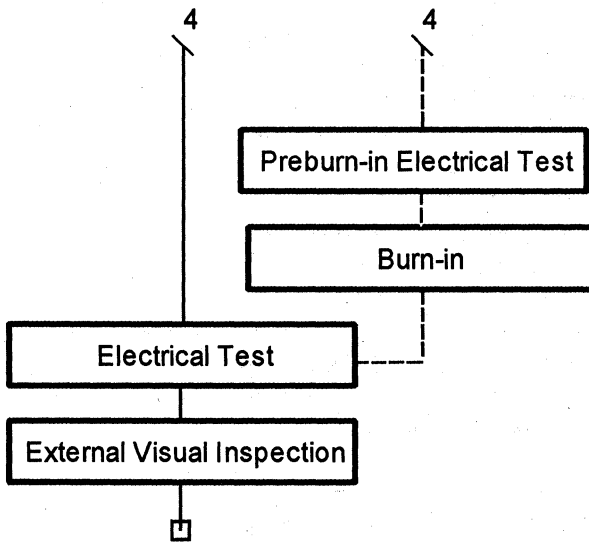 4 4
Preburn-in Electrical Test
Burn-in
Electrical Test
External Visual Inspection